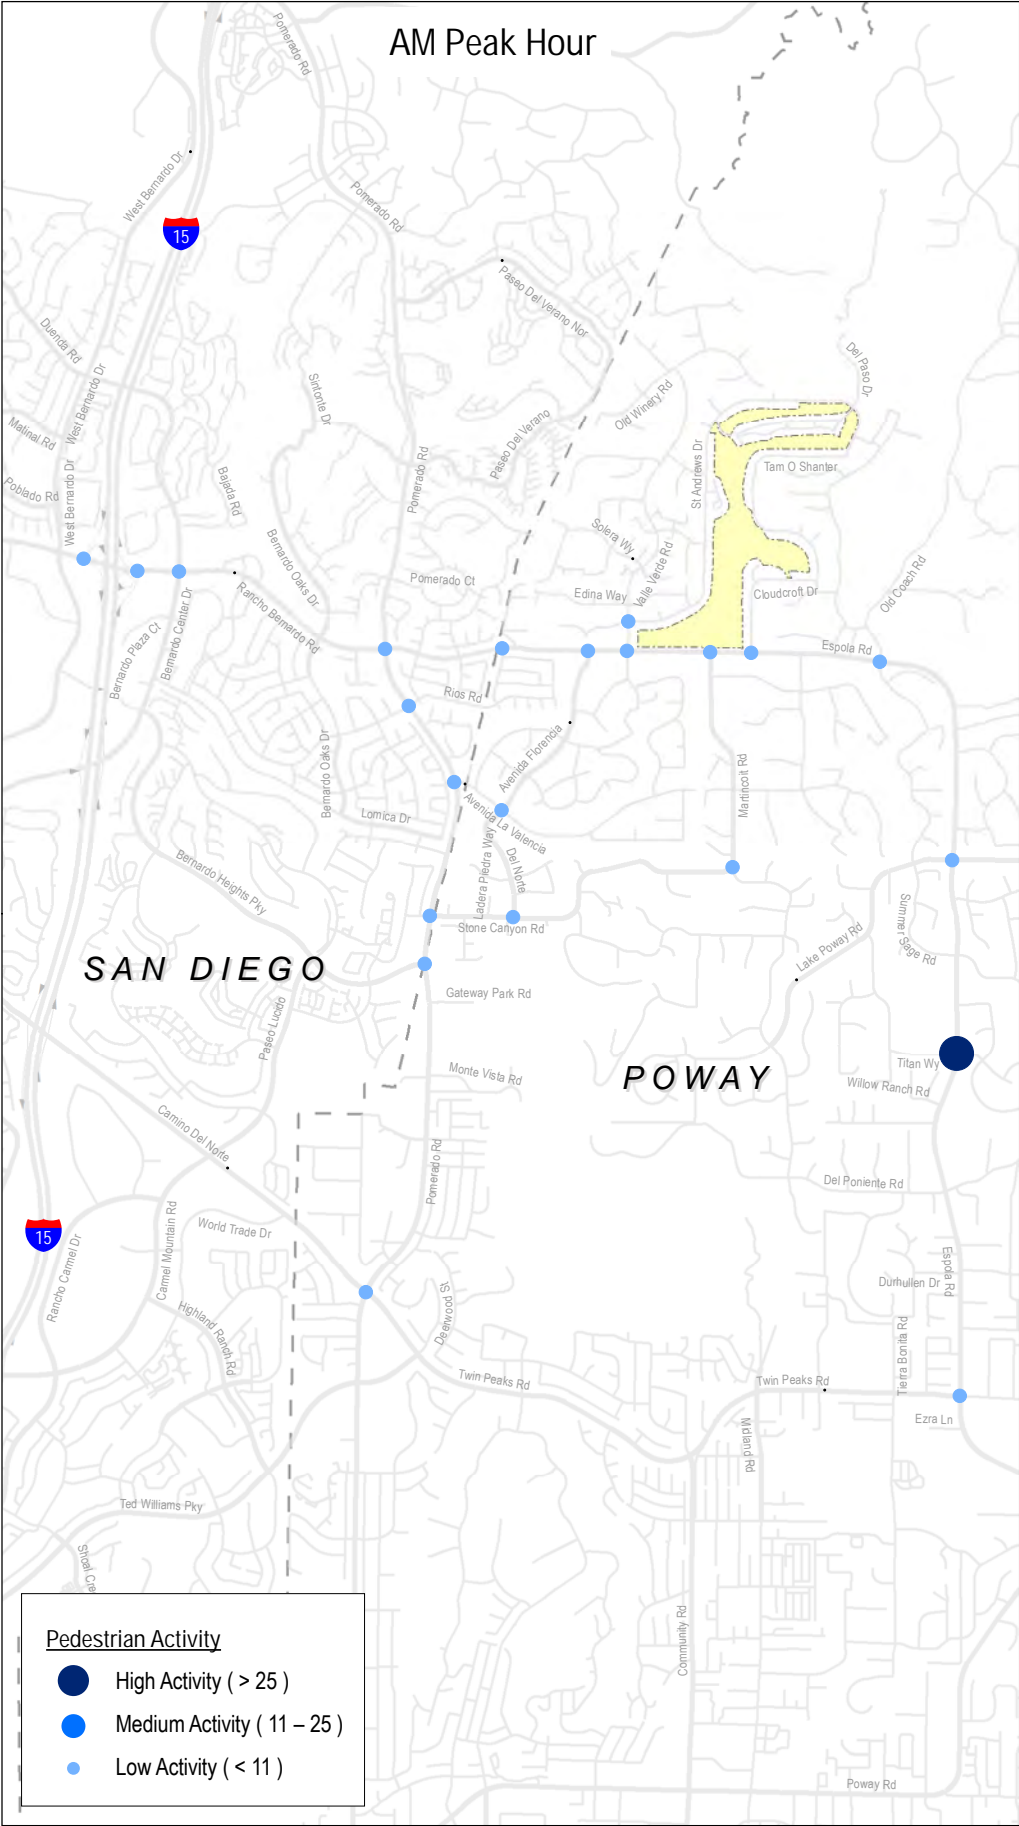 AM Peak Hour
Pomerado Rd
West Bernardo Dr
Pomerado Rd
15
Paseo Del Verano Nor
Duenda Rd
Del Paso Dr
West Bernardo Dr
Sintonte Dr
Old Winery Rd
Matinal Rd
Paseo Del Verano
St Andrews Dr
Tam O Shanter
Pomerado Rd
Poblado Rd
West Bernardo Dr
Bajada Rd
Solera Wy
Bernardo Oaks Dr
Pomerado Ct
Valle Verde Rd
Edina Way
Cloudcroft Dr
Old Coach Rd
Rancho Bernardo Rd
Bernardo Center Dr
Bernardo Plaza Ct
Espola Rd
Rios Rd
Avenida Florencia
Bernardo Oaks Dr
Martincoit Rd
Lomica Dr
Avenida La Valencia
Ladera Piedra Way
Del Norte
Bernardo Heights Pky
Summer Sage Rd
Stone Canyon Rd
Lake Poway Rd
SAN DIEGO
Gateway Park Rd
Paseo Lucido
Titan Wy
Monte Vista Rd
POWAY
Willow Ranch Rd
Camino Del Norte
Pomerado Rd
Del Poniente Rd
World Trade Dr
15
Carmel Mountain Rd
Rancho Carmel Dr
Espola Rd
Durhullen Dr
Deerwood St
Highland Ranch Rd
Tierra Bonita Rd
Twin Peaks Rd
Twin Peaks Rd
Ezra Ln
Midland Rd
Ted Williams Pky
Shoal Cre
Community Rd
Pedestrian Activity
High Activity ( > 25 )
Medium Activity ( 11 – 25 )
Low Activity ( < 11 )
Poway Rd